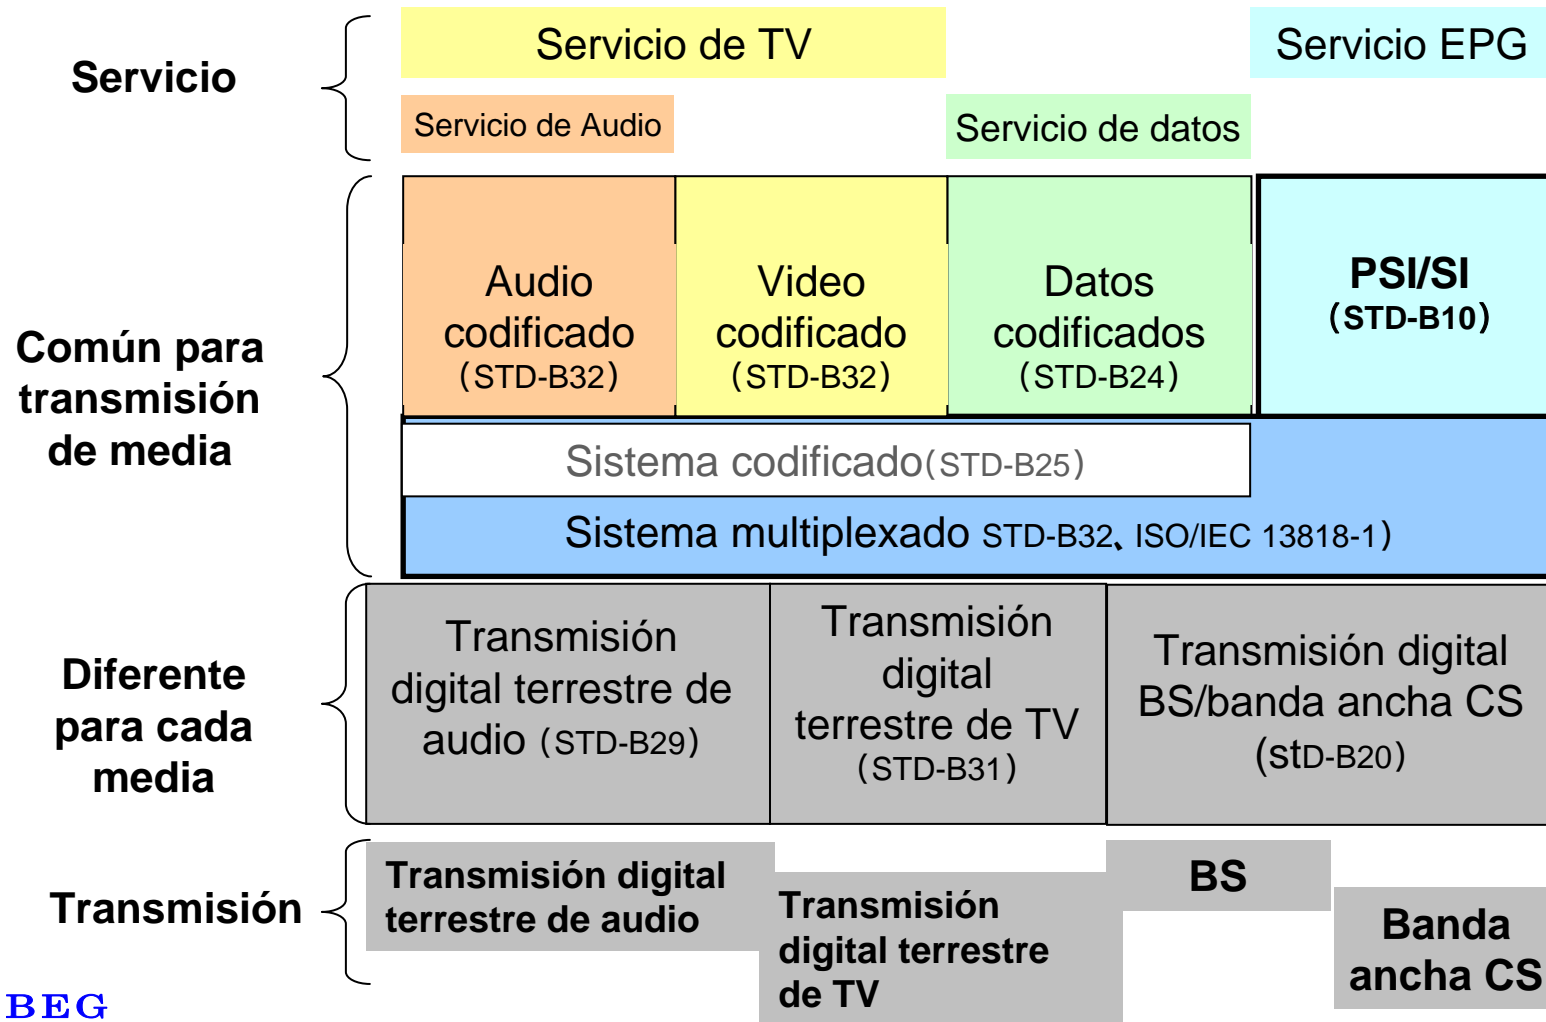 Servicio
Servicio de TV
Servicio EPG
Servicio de Audio
Servicio de datos
Común para
transmisión
de media
Audio
codificado
(STD-B32)
Video
codificado
(STD-B32)
Datos
codificados
(STD-B24)
PSI/SI
(STD-B10)
Sistema codificado(STD-B25)
Sistema multiplexado STD-B32、ISO/IEC 13818-1)
Diferente
para cada
media
Transmisión
digital terrestre de
audio (STD-B29)
Transmisión
digital
terrestre de TV
(STD-B31)
Transmisión digital
BS/banda ancha CS
(stD-B20)
Transmisión
Transmisión digital
terrestre de audio
Transmisión
digital terrestre
de TV
BS
Banda
ancha CS
BEG